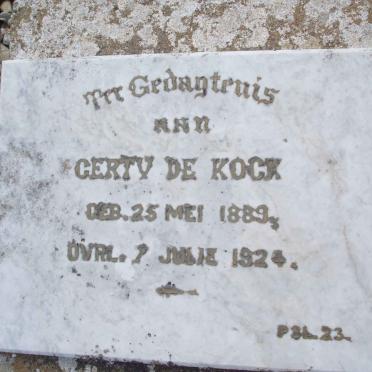 Ter Gedagtenis
AAN
GERTY DE KOCK
GEB. 25 MEI 1889,
OVRL. 7 JULIE 1924.
PSL. 23.